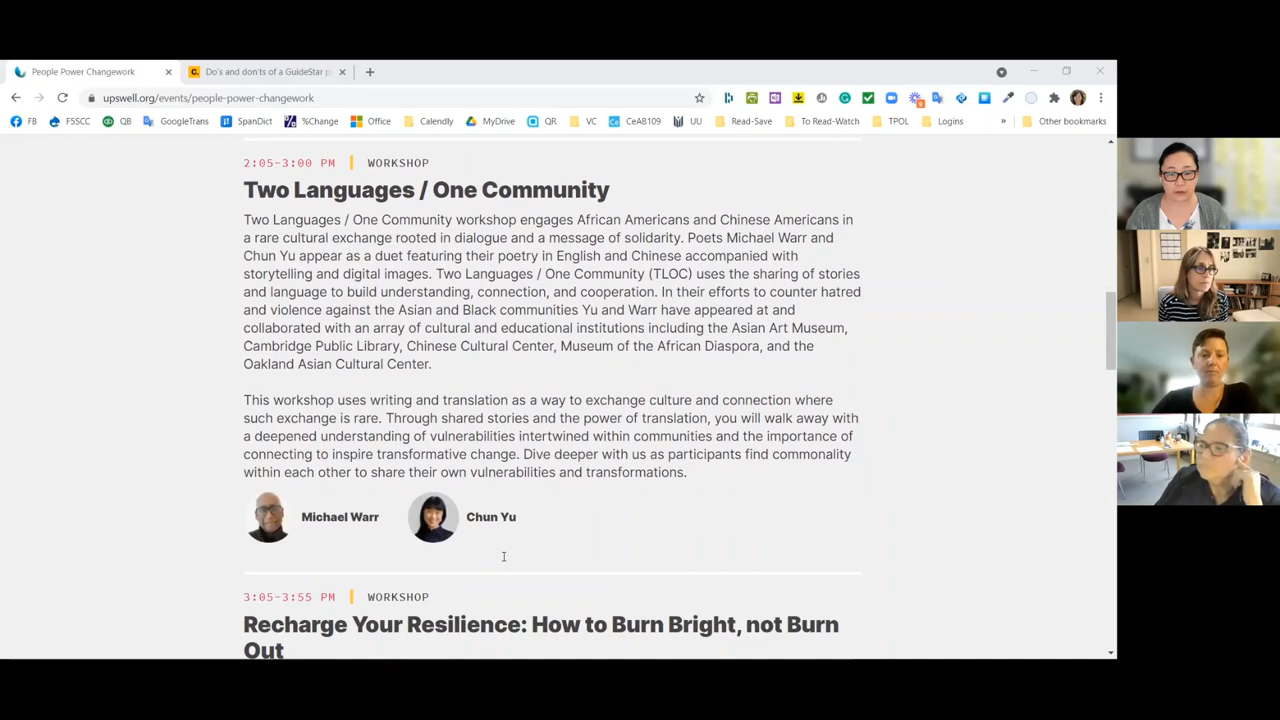 People Power Changework
Do's and don'ts of a GuideStar p
upswell.org/events/people-power-changework
FB F5SCC QB GoogleTrans SpanDict %Change Office Calendly MyDrive QR VC CeAB109 UU Read-Save To Read-Watch TPOL Logins » Other bookmarks
2:05-3:00 PM WORKSHOP
Two Languages / One Community
Two Languages / One Community workshop engages African Americans and Chinese Americans in
a rare cultural exchange rooted in dialogue and a message of solidarity. Poets Michael Warr and
Chun Yu appear as a duet featuring their poetry in English and Chinese accompanied with
storytelling and digital images. Two Languages / One Community (TLOC) uses the sharing of stories
and language to build understanding, connection, and cooperation. In their efforts to counter hatred
and violence against the Asian and Black communities Yu and Warr have appeared at and
collaborated with an array of cultural and educational institutions including the Asian Art Museum,
Cambridge Public Library, Chinese Cultural Center, Museum of the African Diaspora, and the
Oakland Asian Cultural Center.
This workshop uses writing and translation as a way to exchange culture and connection where
such exchange is rare. Through shared stories and the power of translation, you will walk away with
a deepened understanding of vulnerabilities intertwined within communities and the importance of
connecting to inspire transformative change. Dive deeper with us as participants find commonality
within each other to share their own vulnerabilities and transformations.
Michael Warr Chun Yu
3:05-3:55 PM WORKSHOP
Recharge Your Resilience: How to Burn Bright, not Burn
Out